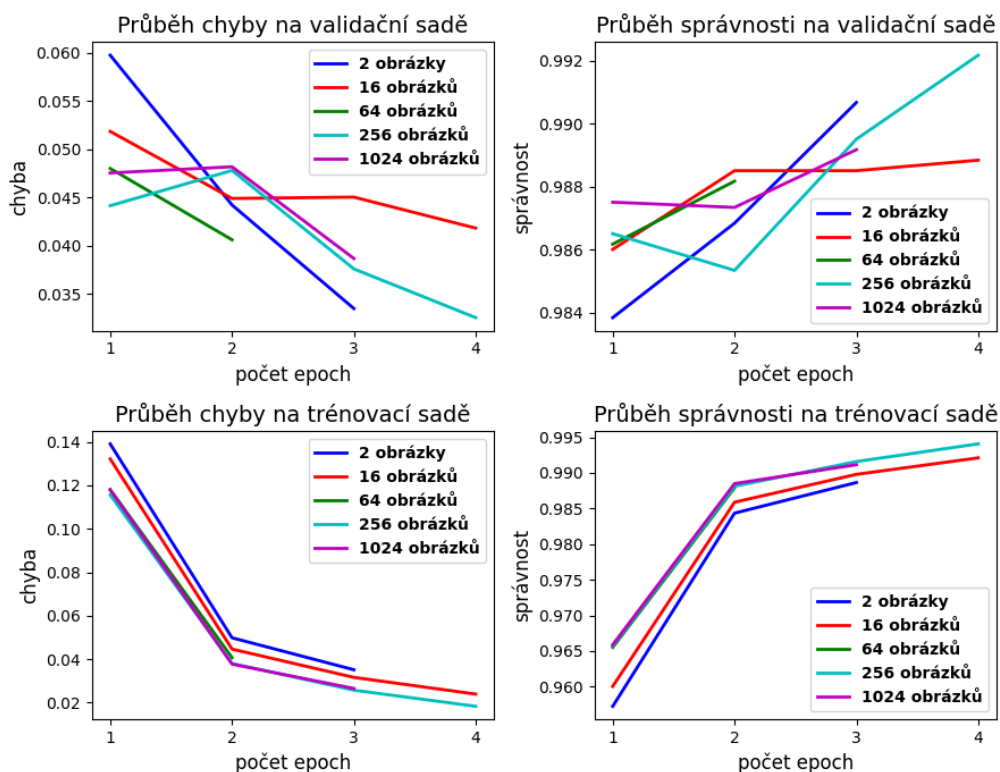 Průběh chyby na validační sadě
0.060
0.055
0.050
0.045
0.040
0.035
chyba
2 obrázky
16 obrázků
64 obrázků
256 obrázků
1024 obrázků
1 2 3 4
počet epoch
Průběh správnosti na validační sadě
0.992
0.990
0.988
0.986
0.984
správnost
2 obrázky
16 obrázků
64 obrázků
256 obrázků
1024 obrázků
1 2 3 4
počet epoch
Průběh chyby na trénovací sadě
0.14
0.12
0.10
0.08
0.06
0.04
0.02
chyba
2 obrázky
16 obrázků
64 obrázků
256 obrázků
1024 obrázků
1 2 3 4
počet epoch
Průběh správnosti na trénovací sadě
0.995
0.990
0.985
0.980
0.975
0.970
0.965
0.960
správnost
2 obrázky
16 obrázků
64 obrázků
256 obrázků
1024 obrázků
1 2 3 4
počet epoch